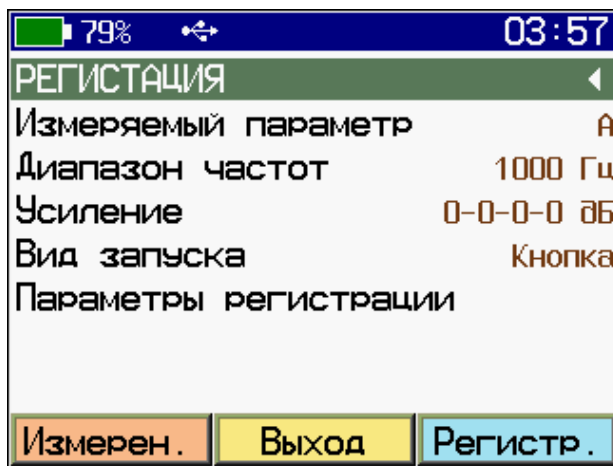 79% 03:57
РЕГИСТАЦИЯ
Измеряемый параметр А
Диапазон частот 1000 Гц
Усиление 0-0-0-0 дБ
Вид запуска Кнопка
Параметры регистрации
Измерен. Выход Регистр.